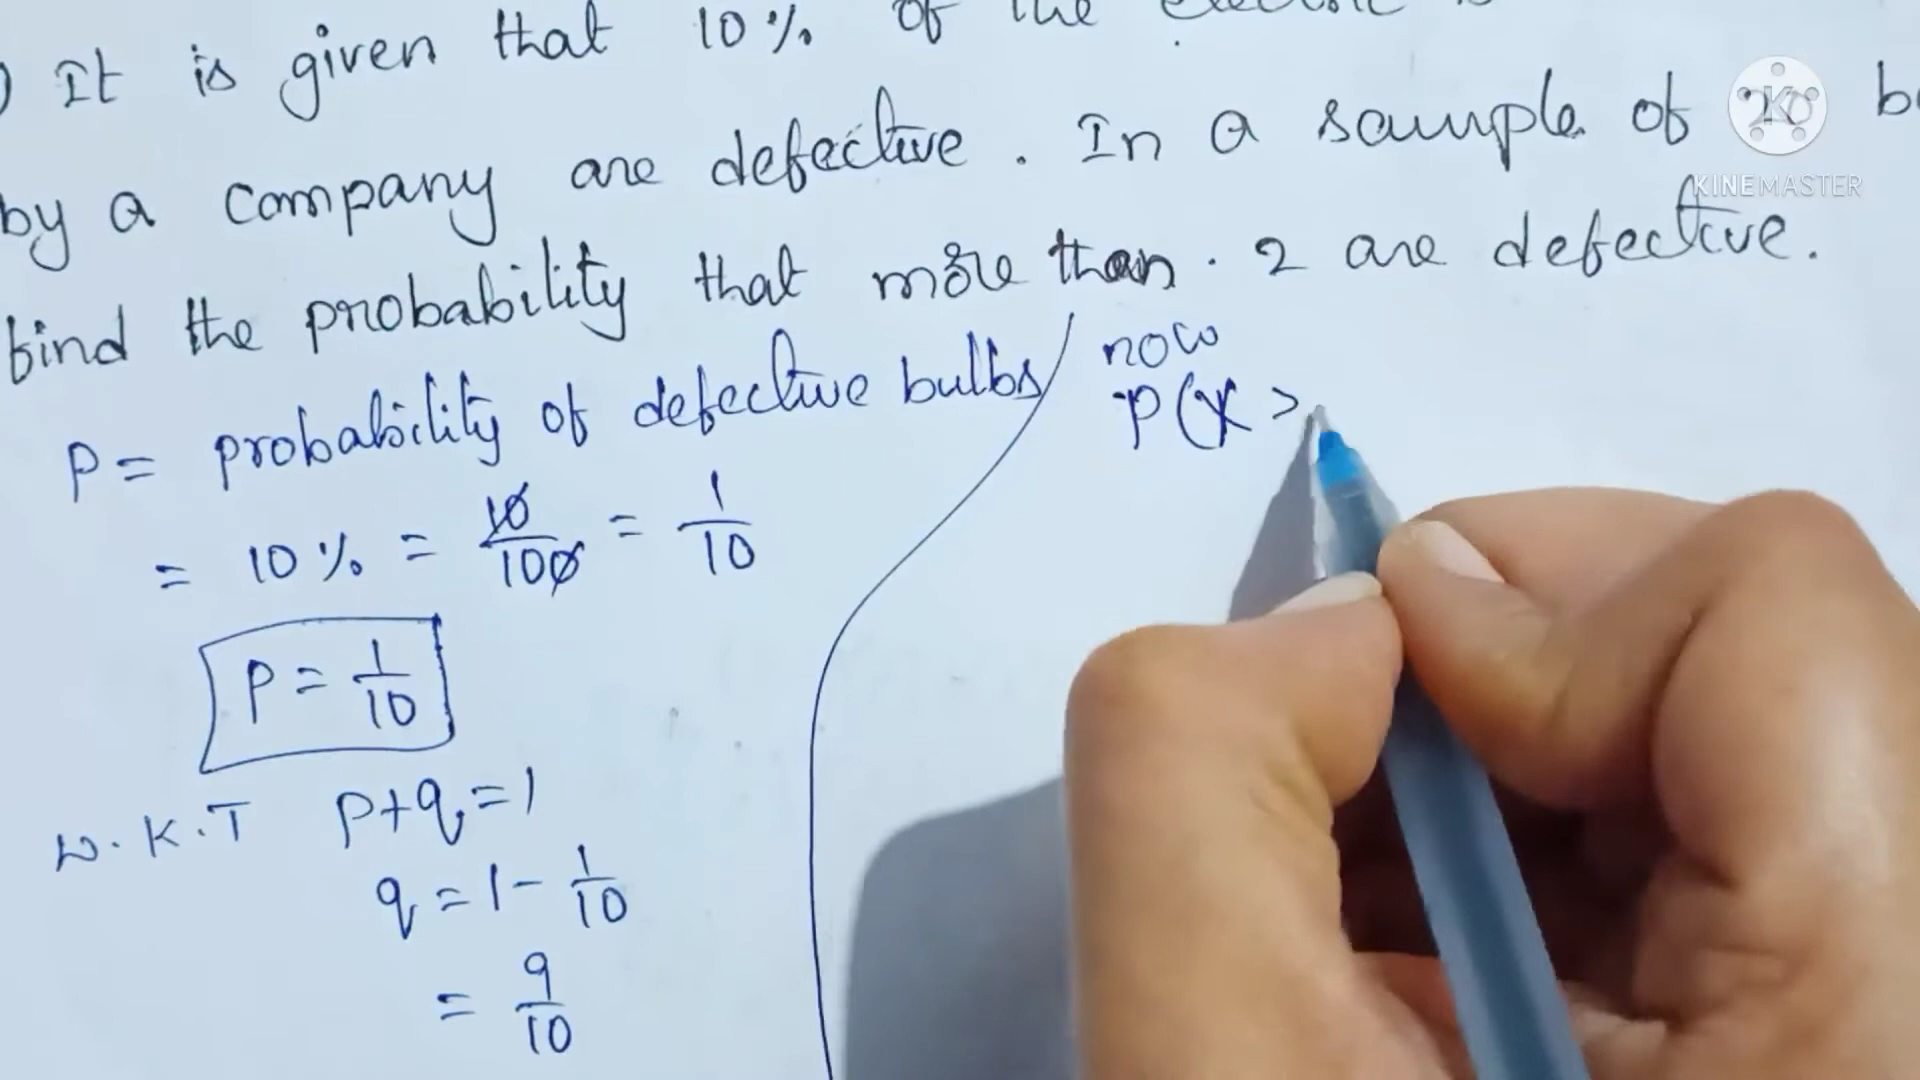 ) It is given that 10% of the electric
by a company are defective. In a sample of 20
KINEMASTER
find the probability that more than. 2 are defective.
P = probability of defective bulbs
= 10% = 10/100 = 1/10
P = 1/10
W.K.T P+q=1
q = 1 - 1/10
= 9/10
now
P(X >